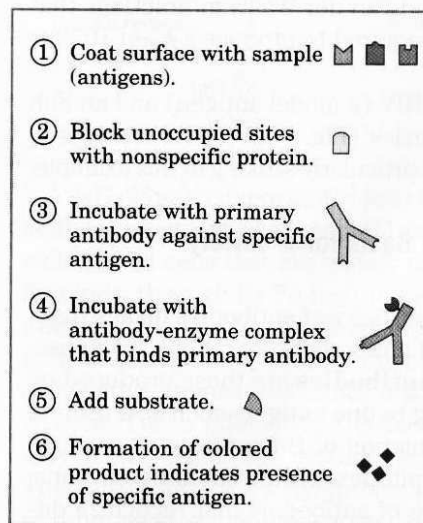 ① Coat surface with sample
(antigens).
② Block unoccupied sites
with nonspecific protein.
③ Incubate with primary
antibody against specific
antigen.
④ Incubate with
antibody-enzyme complex
that binds primary antibody.
⑤ Add substrate.
⑥ Formation of colored
product indicates presence
of specific antigen.